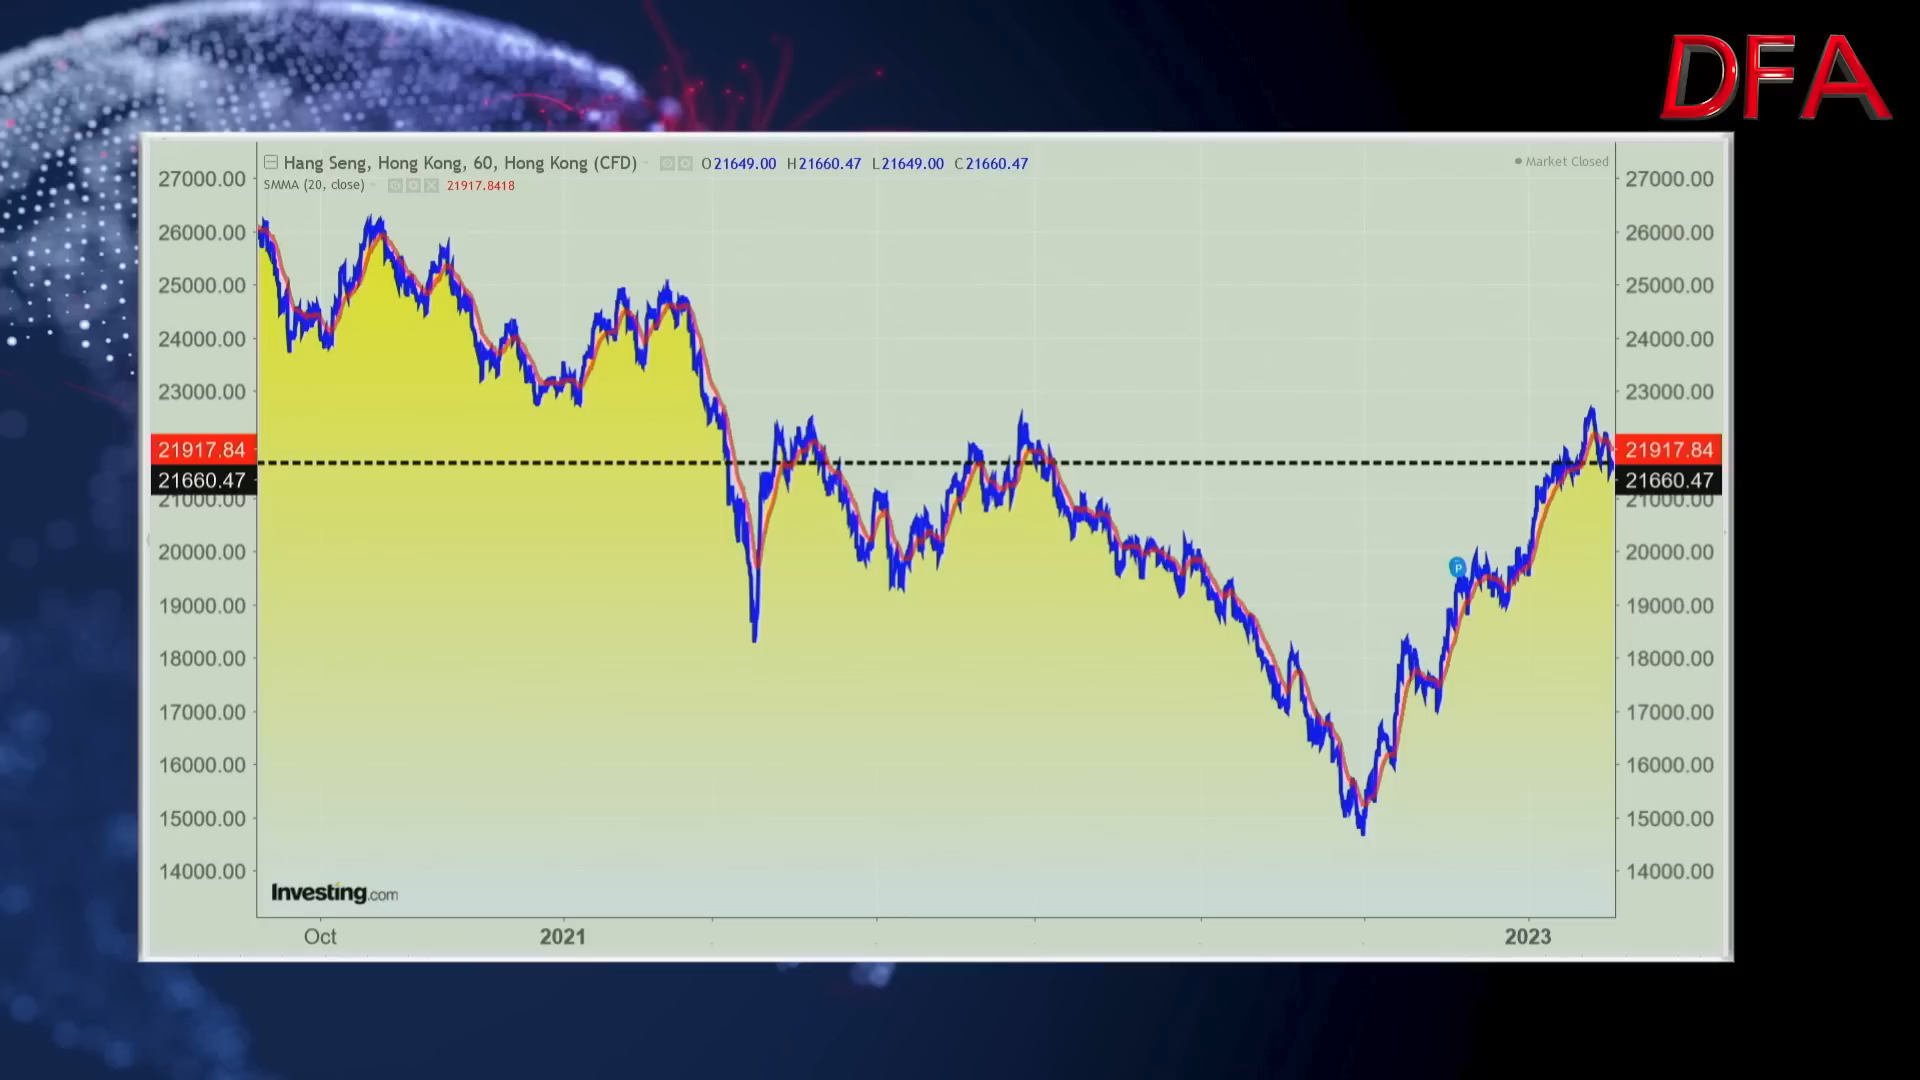 DFA
Hang Seng, Hong Kong, 60, Hong Kong (CFD) O21649.00 H21660.47 L21649.00 C21660.47
Market Closed
SMMA (20, close) 21917.8418
27000.00 27000.00
26000.00 26000.00
25000.00 25000.00
24000.00 24000.00
23000.00 23000.00
21917.84 21917.84
21660.47 21660.47
21000.00 21000.00
20000.00 20000.00
P
19000.00 19000.00
18000.00 18000.00
17000.00 17000.00
16000.00 16000.00
15000.00 15000.00
14000.00 14000.00
Investing.com
Oct 2021 2023